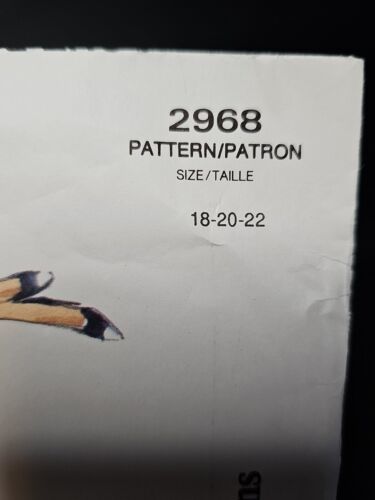 2968
PATTERN/PATRON
SIZE/TAILLE
18-20-22